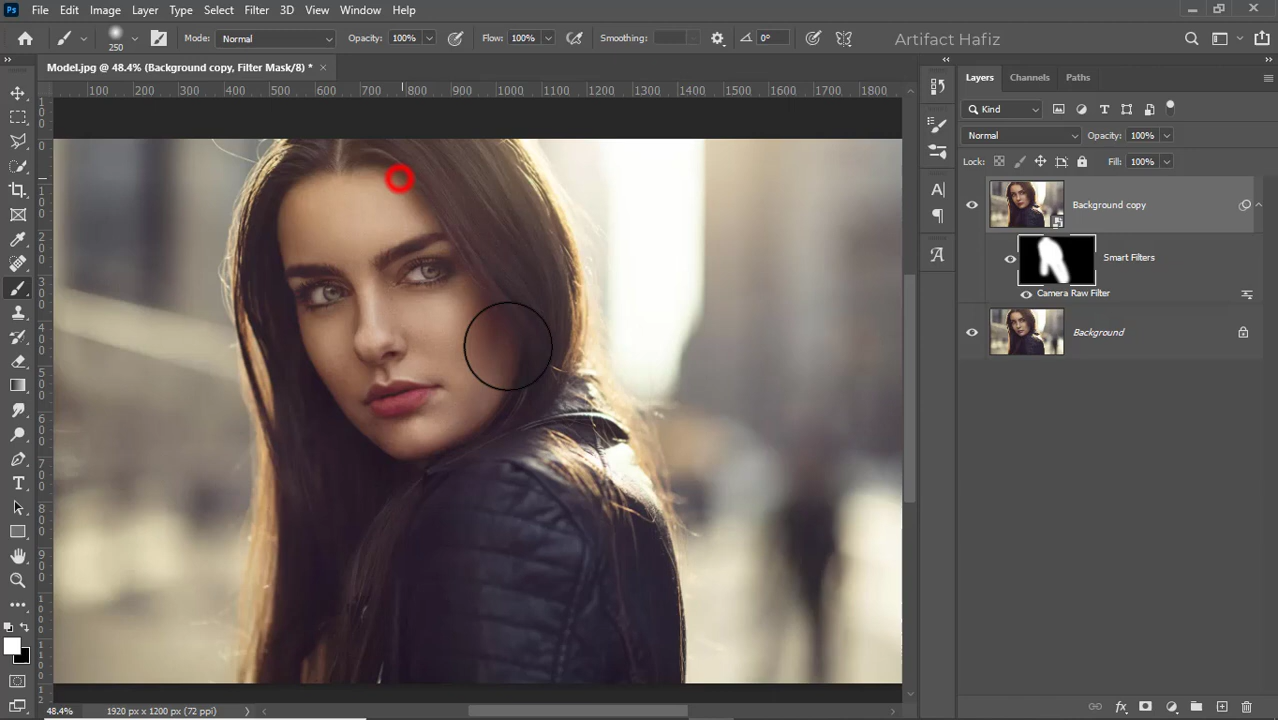 Ps File Edit Image Layer Type Select Filter 3D View Window Help
250 Mode: Normal Opacity: 100% Flow: 100% Smoothing: 0° Artifact Hafiz
Model.jpg @ 48.4% (Background copy, Filter Mask/8) * ×
100 200 300 400 500 600 700 800 900 1000 1100 1200 1300 1400 1500 1600 1700 1800
Layers Channels Paths
Kind
Normal Opacity: 100%
Lock: Fill: 100%
Background copy
Smart Filters
Camera Raw Filter
Background
48.4% 1920 px x 1200 px (72 ppi)